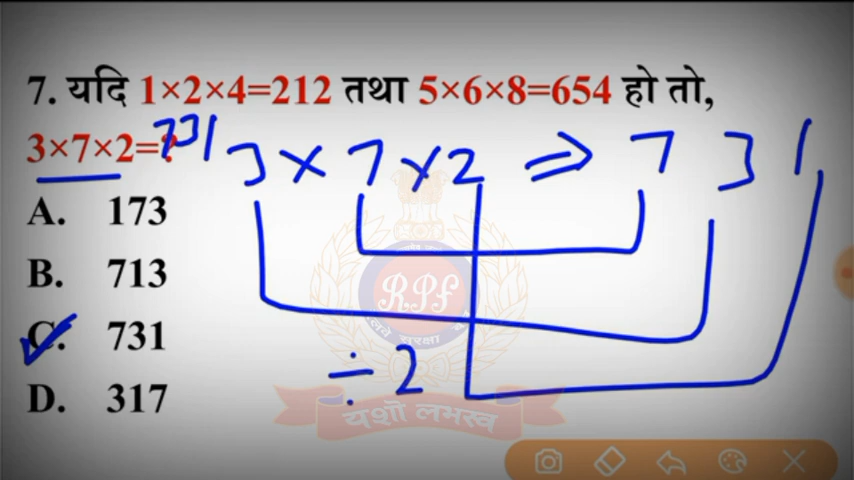 7. यदि 1×2×4=212 तथा 5×6×8=654 हो तो,
3×7×2=? 731
3 × 7 × 2 ⇒ 7 3 1
A. 173
B. 713
RPF
C. 731
÷ 2
D. 317
यशो लभस्व